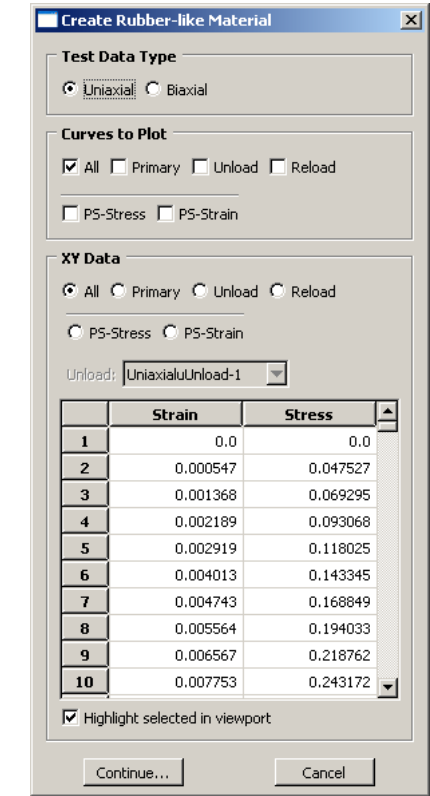 Create Rubber-like Material
Test Data Type
Uniaxial Biaxial
Curves to Plot
All Primary Unload Reload
PS-Stress PS-Strain
XY Data
All Primary Unload Reload
PS-Stress PS-Strain
Unload: UniaxialuUnload-1
Strain Stress
1 0.0 0.0
2 0.000547 0.047527
3 0.001368 0.069295
4 0.002189 0.093068
5 0.002919 0.118025
6 0.004013 0.143345
7 0.004743 0.168849
8 0.005564 0.194033
9 0.006567 0.218762
10 0.007753 0.243172
Highlight selected in viewport
Continue... Cancel